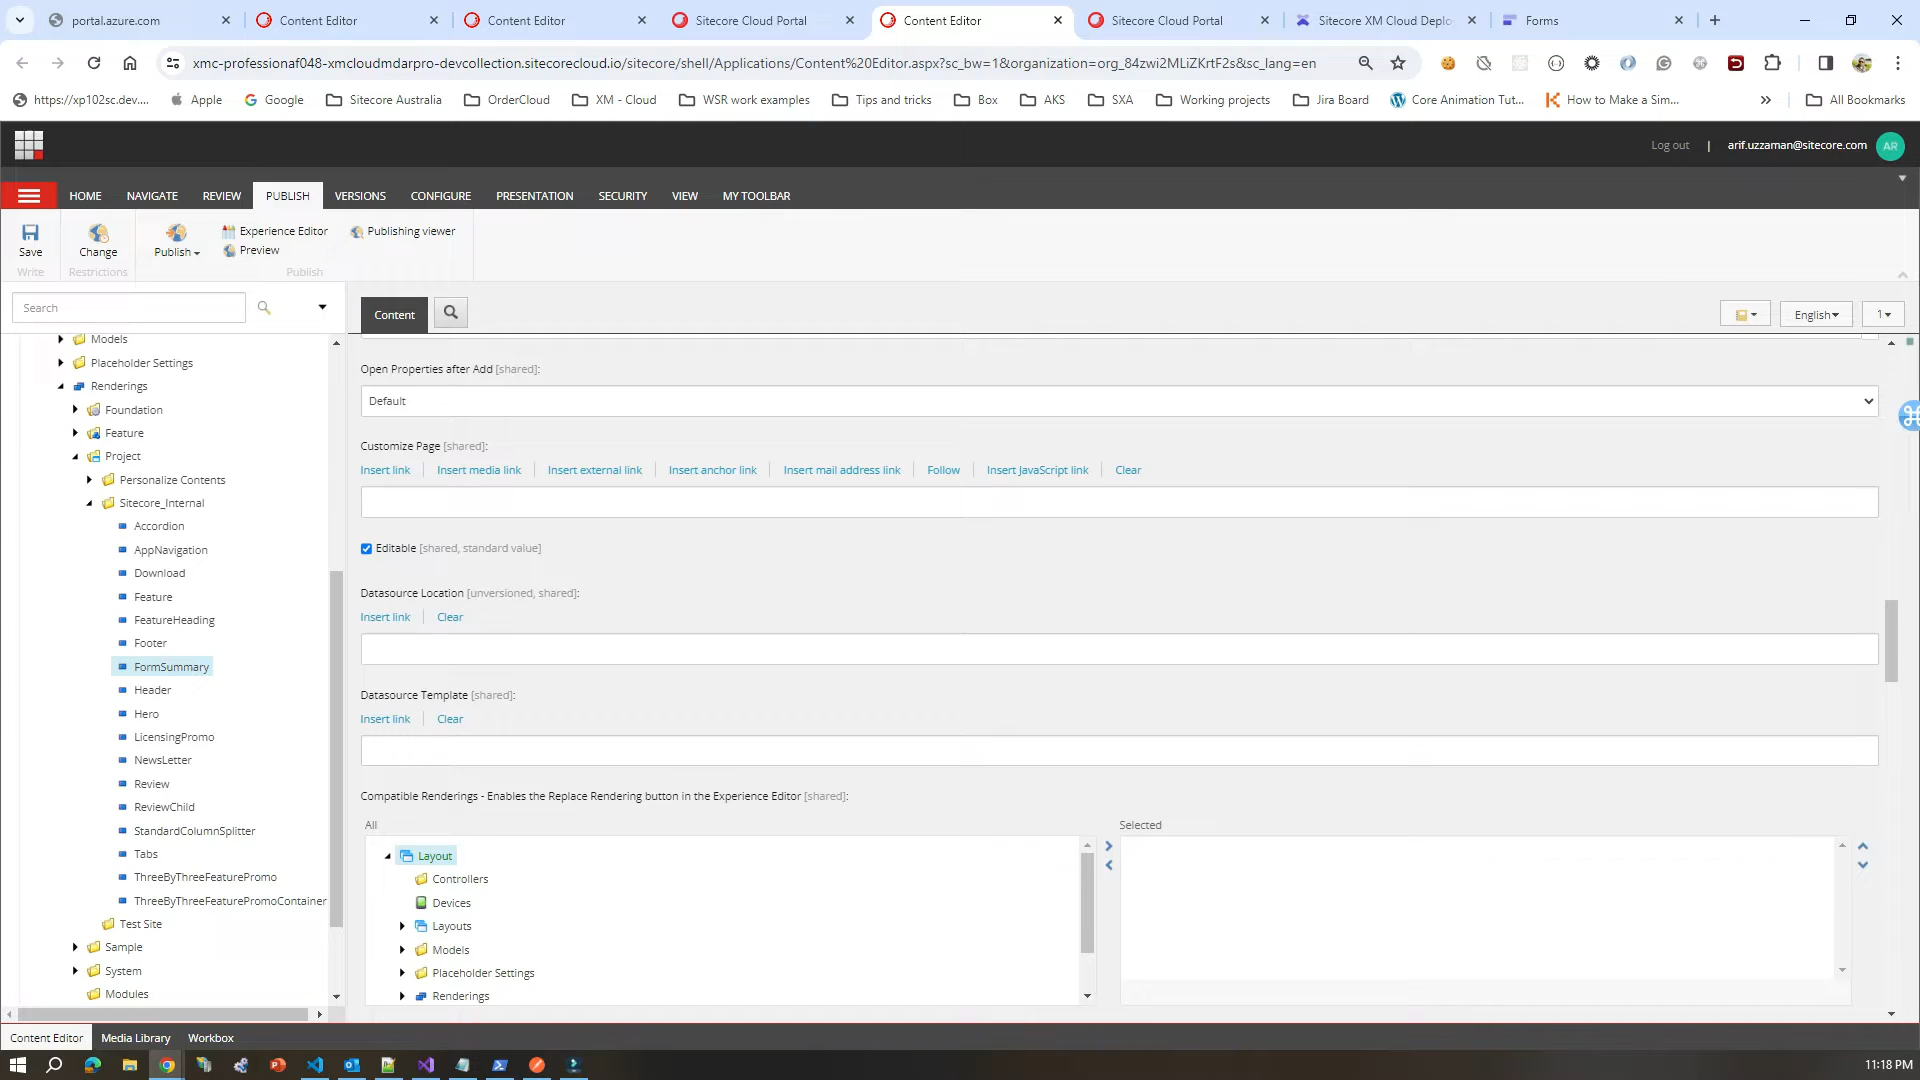 portal.azure.com
Content Editor
Content Editor
Sitecore Cloud Portal
Content Editor
Sitecore Cloud Portal
Sitecore XM Cloud Deplo
Forms
xmc-professionaf048-xmcloudmdarpro-devcollection.sitecorecloud.io/sitecore/shell/Applications/Content%20Editor.aspx?sc_bw=1&organization=org_84zwi2MLiZKrtF2s&sc_lang=en
https://xp102sc.dev....
Apple
Google
Sitecore Australia
OrderCloud
XM - Cloud
WSR work examples
Tips and tricks
Box
AKS
SXA
Working projects
Jira Board
Core Animation Tut...
How to Make a Sim...
All Bookmarks
Log out | arif.uzzaman@sitecore.com AR
HOME NAVIGATE REVIEW PUBLISH VERSIONS CONFIGURE PRESENTATION SECURITY VIEW MY TOOLBAR
Save
Write
Change
Restrictions
Publish
Experience Editor
Preview
Publishing viewer
Publish
Search
Models
Placeholder Settings
Renderings
Foundation
Feature
Project
Personalize Contents
Sitecore_Internal
Accordion
AppNavigation
Download
Feature
FeatureHeading
Footer
FormSummary
Header
Hero
LicensingPromo
NewsLetter
Review
ReviewChild
StandardColumnSplitter
Tabs
ThreeByThreeFeaturePromo
ThreeByThreeFeaturePromoContainer
Test Site
Sample
System
Modules
Content
English
1
Open Properties after Add [shared]:
Default
Customize Page [shared]:
Insert link Insert media link Insert external link Insert anchor link Insert mail address link Follow Insert JavaScript link Clear
Editable [shared, standard value]
Datasource Location [unversioned, shared]:
Insert link Clear
Datasource Template [shared]:
Insert link Clear
Compatible Renderings - Enables the Replace Rendering button in the Experience Editor [shared]:
All
Selected
Layout
Controllers
Devices
Layouts
Models
Placeholder Settings
Renderings
Content Editor Media Library Workbox
11:18 PM